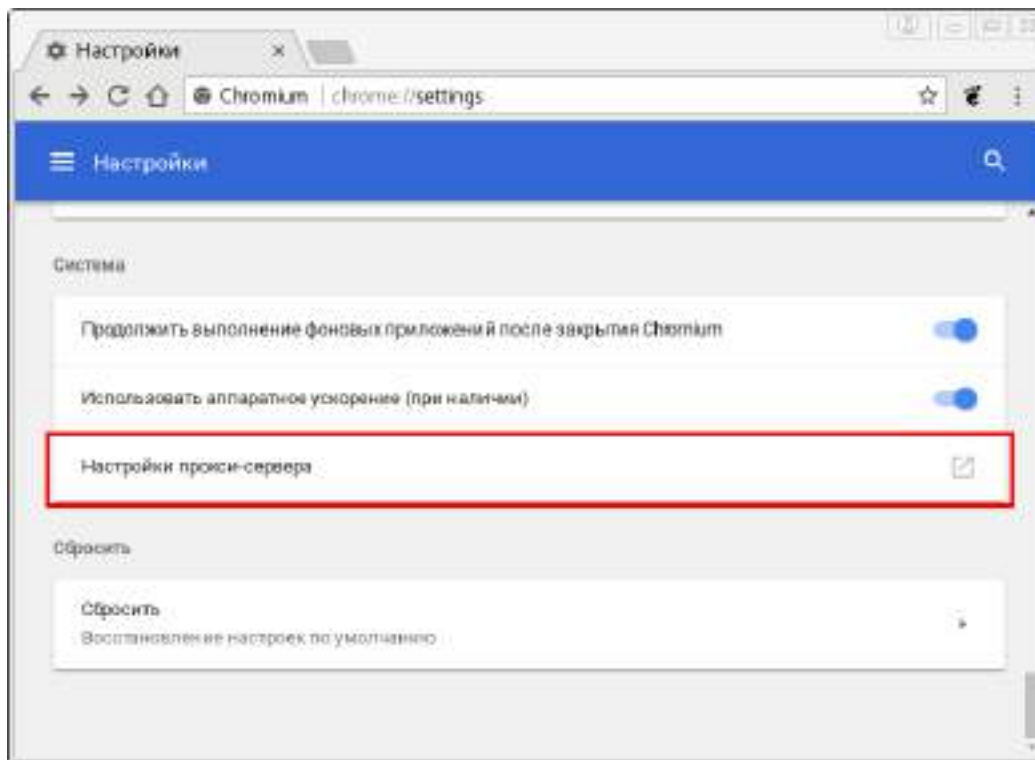 Настройки
Chromium | chrome://settings
Настройки
Система
Продолжить выполнение фоновых приложений после закрытия Chromium
Использовать аппаратное ускорение (при наличии)
Настройки прокси-сервера
Сбросить
Сбросить
Восстановление настроек по умолчанию